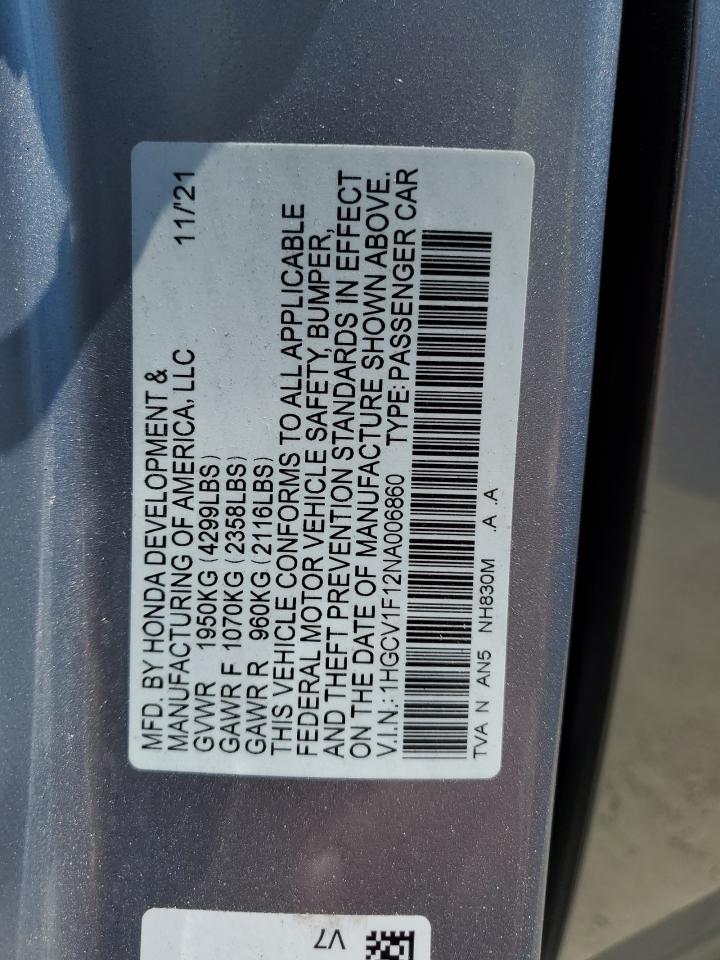 MFD. BY HONDA DEVELOPMENT &
MANUFACTURING OF AMERICA, LLC 11/'21
GVWR 1950KG (4299LBS)
GAWR F 1070KG (2358LBS)
GAWR R 960KG (2116LBS)
THIS VEHICLE CONFORMS TO ALL APPLICABLE
FEDERAL MOTOR VEHICLE SAFETY, BUMPER,
AND THEFT PREVENTION STANDARDS IN EFFECT
ON THE DATE OF MANUFACTURE SHOWN ABOVE.
V.I.N.: 1HGCV1F12NA006860 TYPE: PASSENGER CAR
TVA N AN5 NH830M .A .A
V7